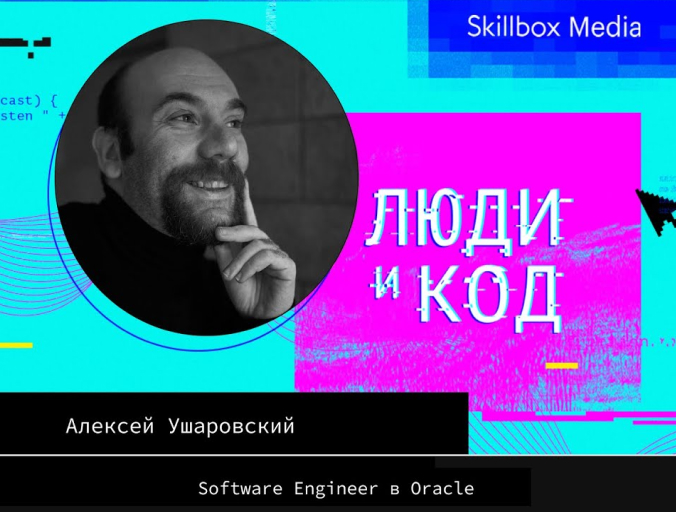 Skillbox Media
cast) {
sten " +
ЛЮДИ
и КОД
Алексей Ушаровский
Software Engineer в Oracle